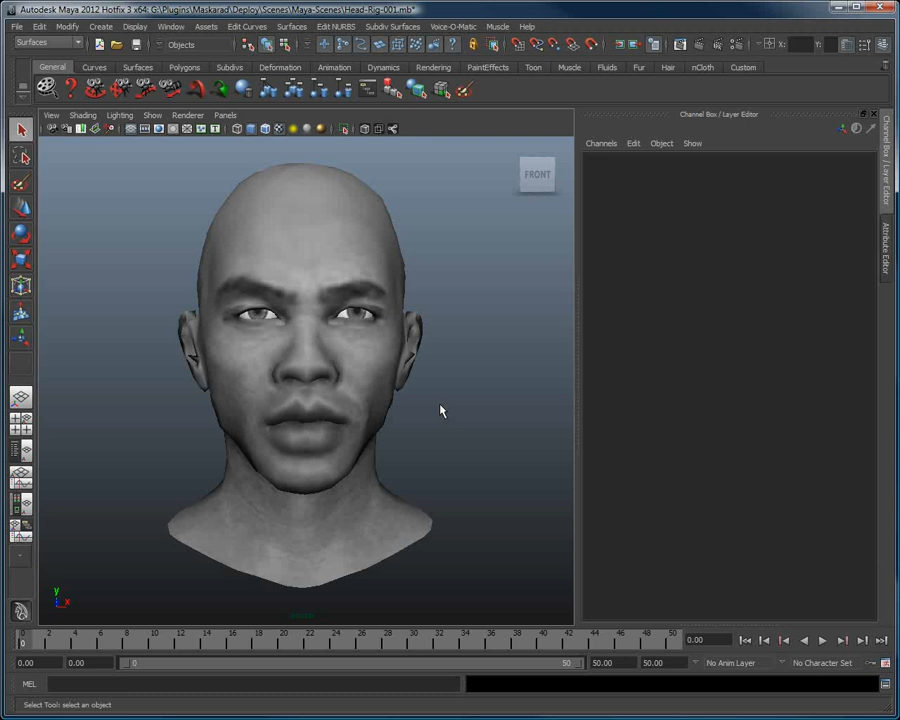 Autodesk Maya 2012 Hotfix 3 x64: G:\Plugins\Maskarad\Deploy\Scenes\Maya-Scenes\Head-Rig-001.mb*
File Edit Modify Create Display Window Assets Edit Curves Surfaces Edit NURBS Subdiv Surfaces Voice-O-Matic Muscle Help
Surfaces Objects X: Y:
General Curves Surfaces Polygons Subdivs Deformation Animation Dynamics Rendering PaintEffects Toon Muscle Fluids Fur Hair nCloth Custom
View Shading Lighting Show Renderer Panels
Channel Box / Layer Editor
Channels Edit Object Show
FRONT
Channel Box / Layer Editor
Attribute Editor
y
x
0 2 4 6 8 10 12 14 16 18 20 22 24 26 28 30 32 34 36 38 40 42 44 46 48 50
0 0.00
0.00 0.00 0 50 50.00 50.00 No Anim Layer No Character Set
MEL
Select Tool: select an object